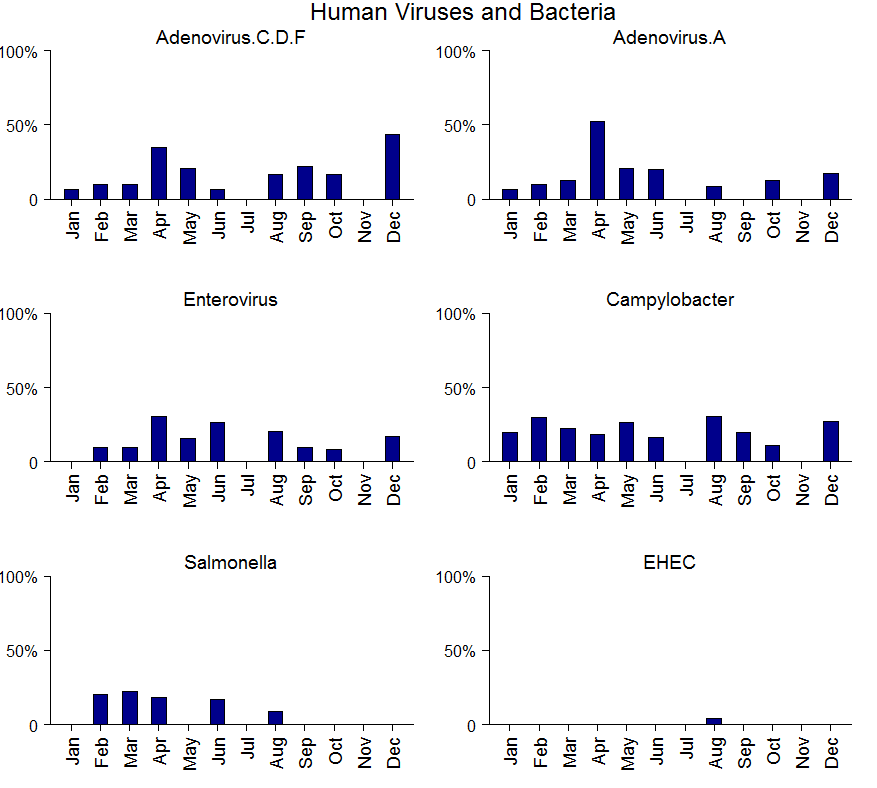 Human Viruses and Bacteria
Adenovirus.C.D.F
100%
50%
0
Jan Feb Mar Apr May Jun Jul Aug Sep Oct Nov Dec
Adenovirus.A
100%
50%
0
Jan Feb Mar Apr May Jun Jul Aug Sep Oct Nov Dec
Enterovirus
100%
50%
0
Jan Feb Mar Apr May Jun Jul Aug Sep Oct Nov Dec
Campylobacter
100%
50%
0
Jan Feb Mar Apr May Jun Jul Aug Sep Oct Nov Dec
Salmonella
100%
50%
0
Jan Feb Mar Apr May Jun Jul Aug Sep Oct Nov Dec
EHEC
100%
50%
0
Jan Feb Mar Apr May Jun Jul Aug Sep Oct Nov Dec